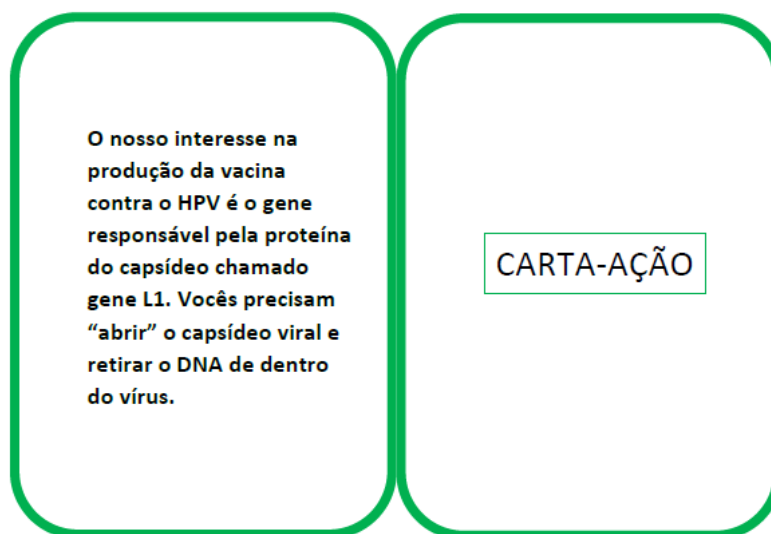 O nosso interesse na
produção da vacina
contra o HPV é o gene
responsável pela proteína
do capsídeo chamado
gene L1. Vocês precisam
“abrir” o capsídeo viral e
retirar o DNA de dentro
do vírus.
CARTA-AÇÃO